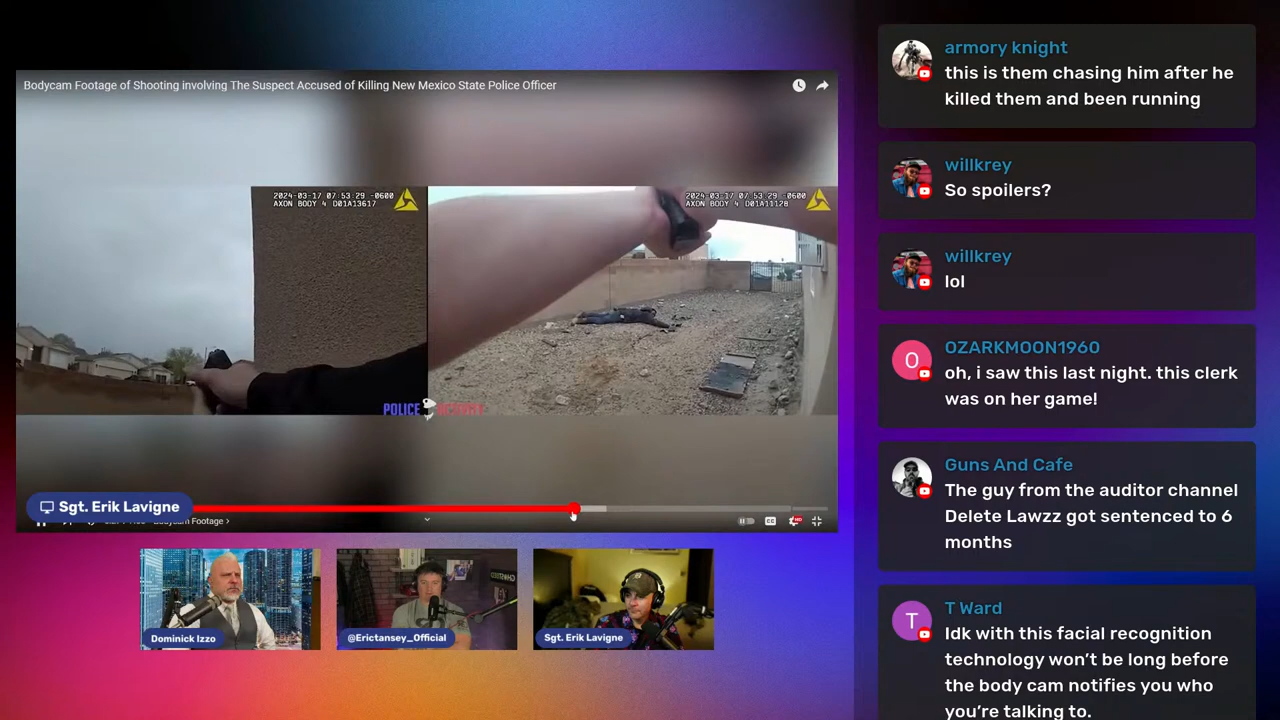 Bodycam Footage of Shooting involving The Suspect Accused of Killing New Mexico State Police Officer
2024-03-17 07:53:29 -0600
AXON BODY 4 D01A13617
2024-03-17 07:53:29 -0600
AXON BODY 4 D01A11128
POLICE ACTIVITY
Sgt. Erik Lavigne
Bodycam Footage
CC
HD
Dominick Izzo
@Erictansey_Official
Sgt. Erik Lavigne
armory knight
this is them chasing him after he
killed them and been running
willkrey
So spoilers?
willkrey
lol
O
OZARKMOON1960
oh, i saw this last night. this clerk
was on her game!
Guns And Cafe
The guy from the auditor channel
Delete Lawzz got sentenced to 6
months
T
T Ward
Idk with this facial recognition
technology won't be long before
the body cam notifies you who
you're talking to.